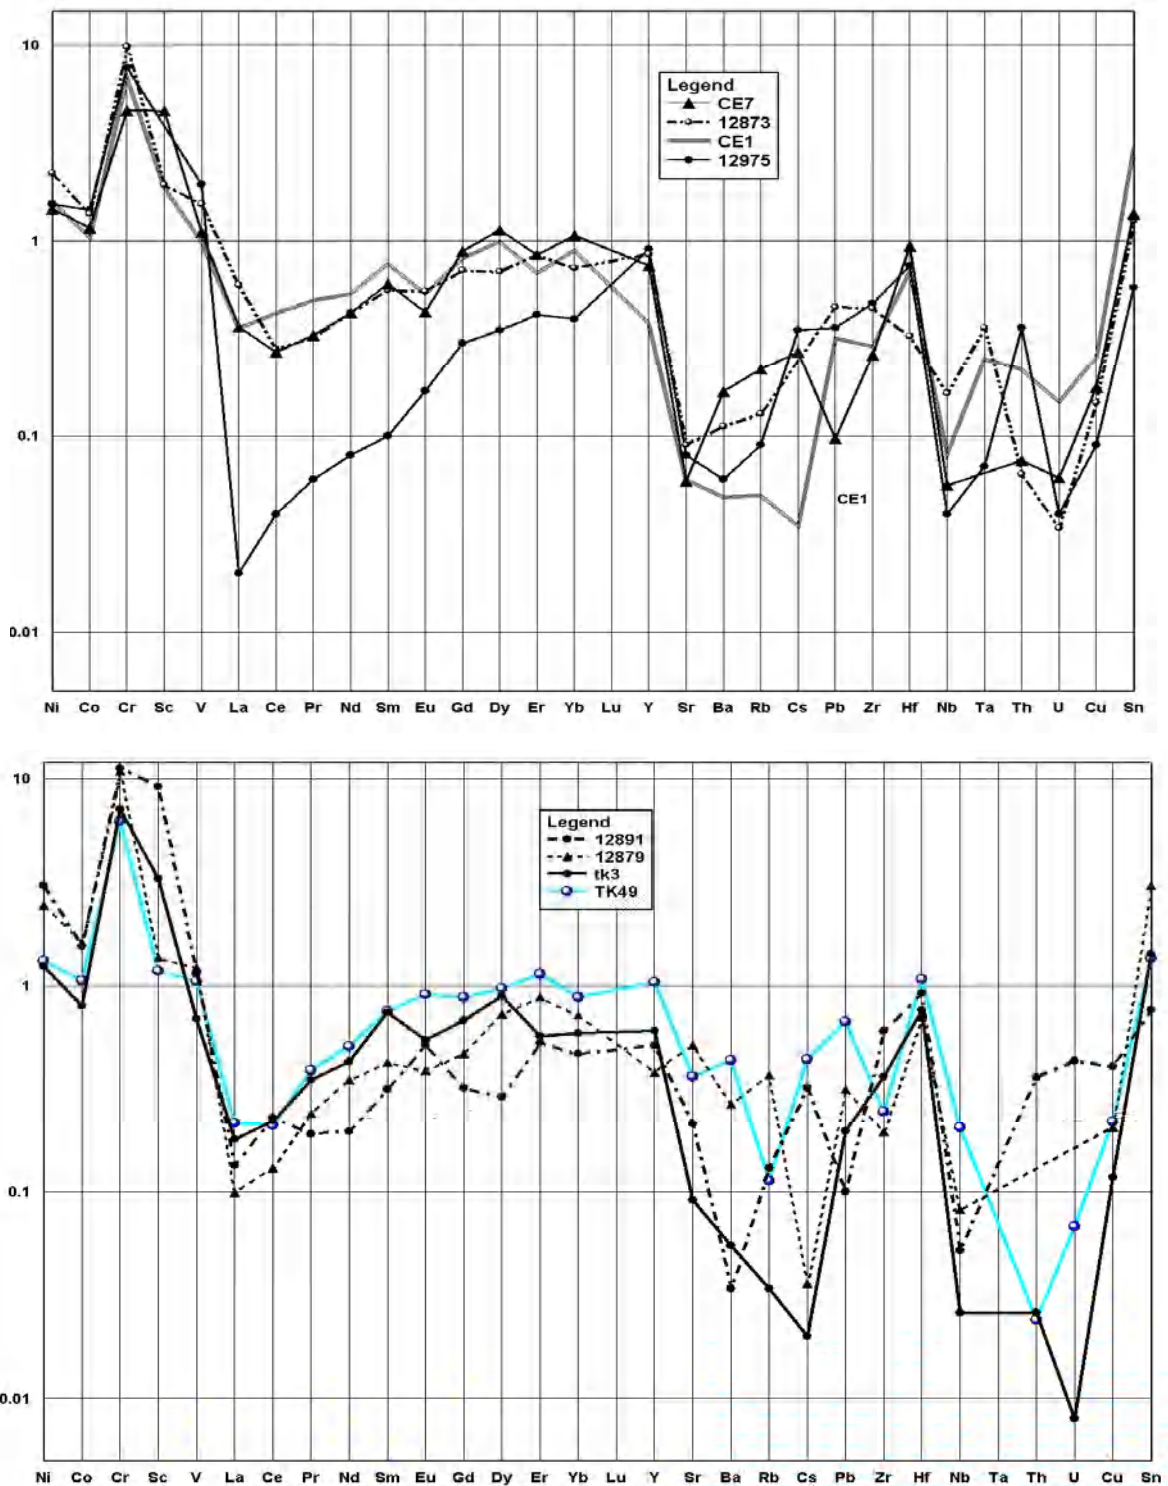 10
Legend
CE7
12873
CE1
12975
1
0.1
CE1
0.01
Ni Co Cr Sc V La Ce Pr Nd Sm Eu Gd Dy Er Yb Lu Y Sr Ba Rb Cs Pb Zr Hf Nb Ta Th U Cu Sn
10
Legend
12891
12879
tk3
TK49
1
0.1
0.01
Ni Co Cr Sc V La Ce Pr Nd Sm Eu Gd Dy Er Yb Lu Y Sr Ba Rb Cs Pb Zr Hf Nb Ta Th U Cu Sn